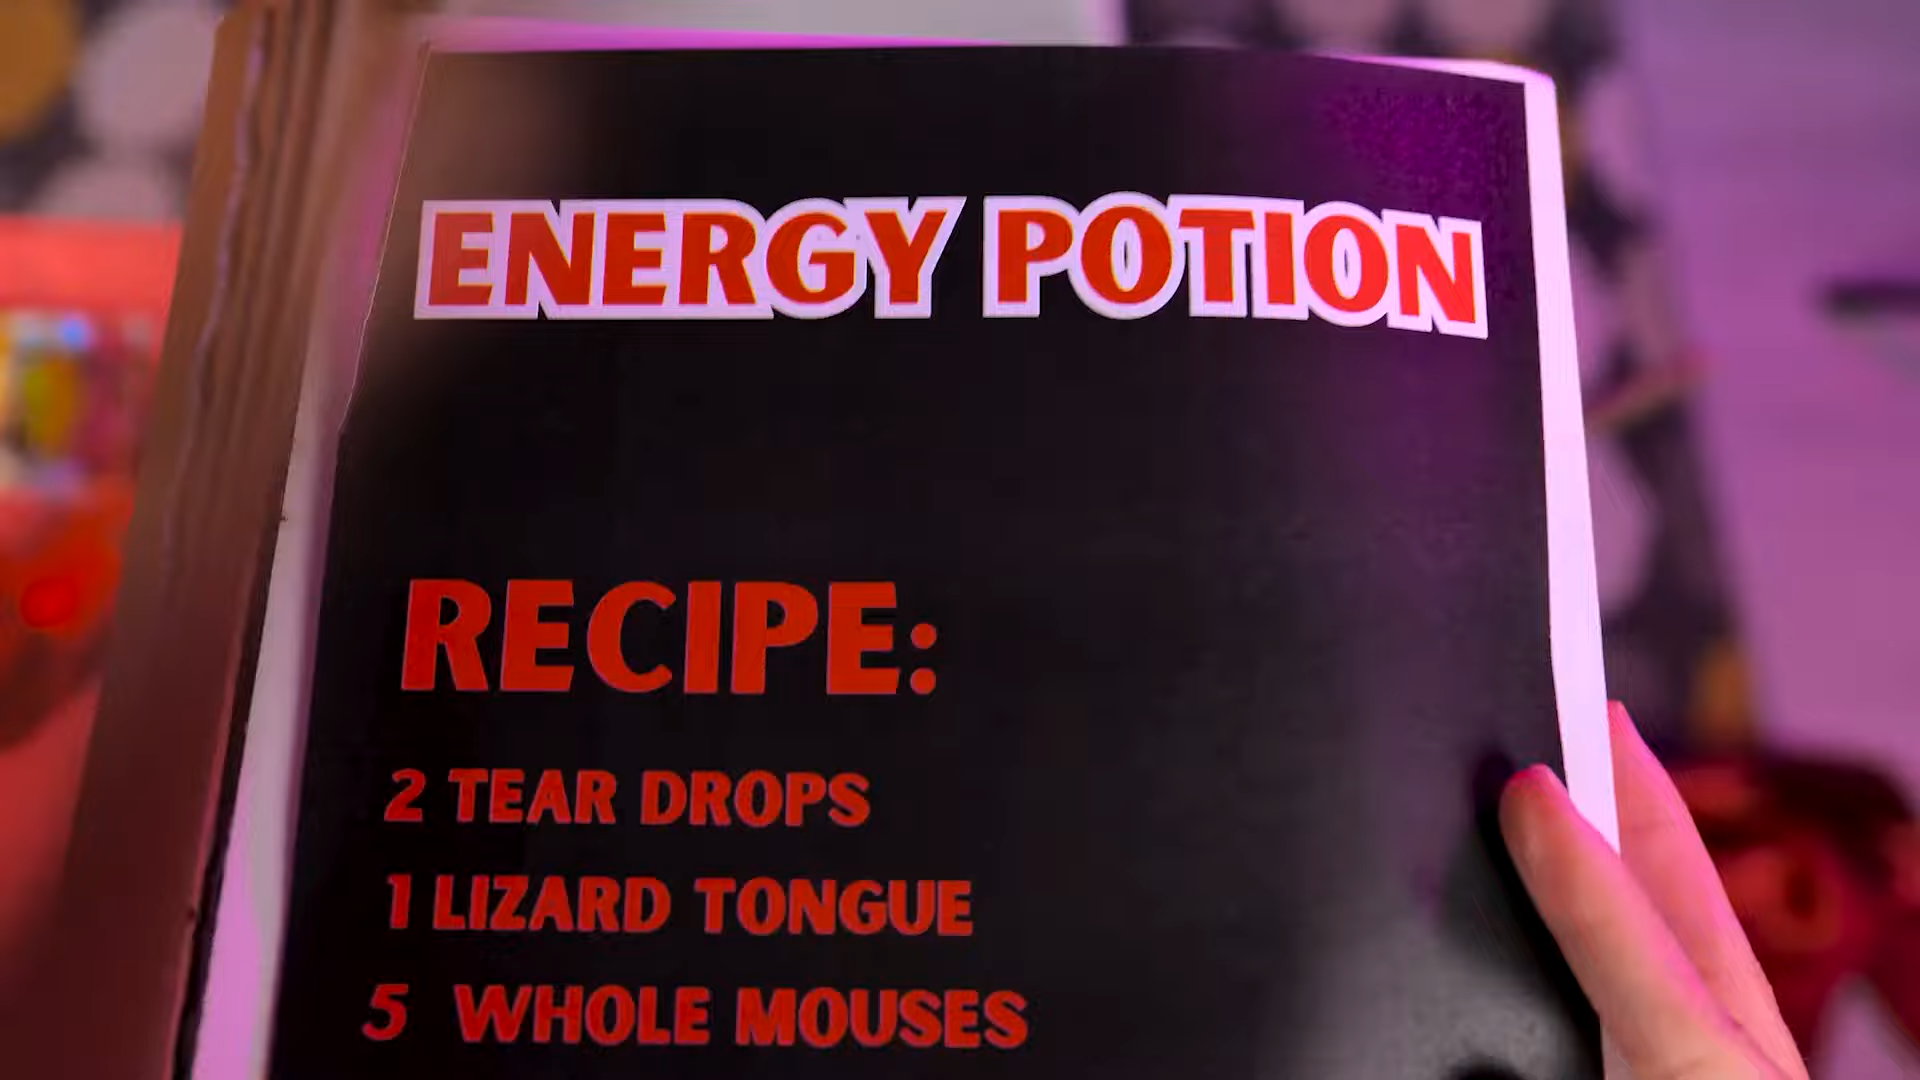 ENERGY POTION
RECIPE:
2 TEAR DROPS
1 LIZARD TONGUE
5 WHOLE MOUSES